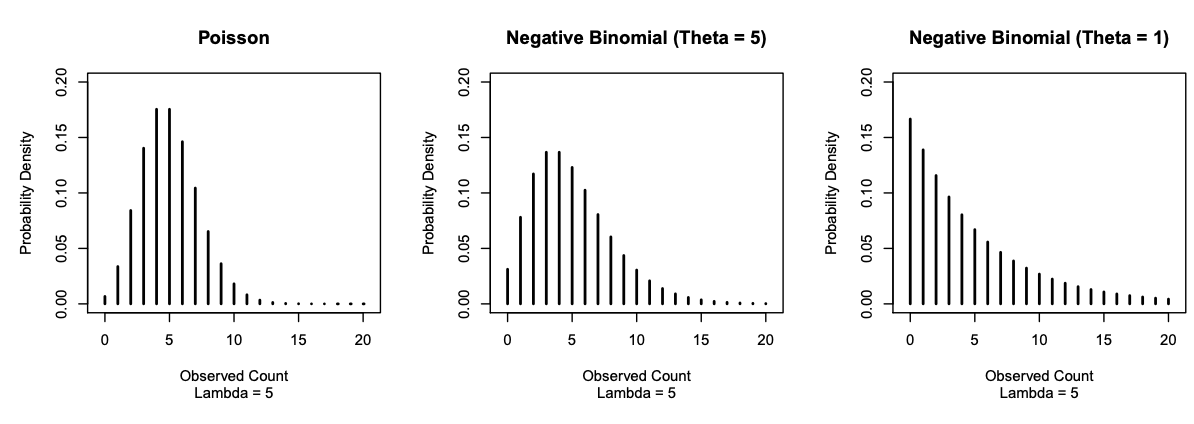 Poisson
Probability Density
0.00 0.05 0.10 0.15 0.20
0 5 10 15 20
Observed Count
Lambda = 5
Negative Binomial (Theta = 5)
Probability Density
0.00 0.05 0.10 0.15 0.20
0 5 10 15 20
Observed Count
Lambda = 5
Negative Binomial (Theta = 1)
Probability Density
0.00 0.05 0.10 0.15 0.20
0 5 10 15 20
Observed Count
Lambda = 5